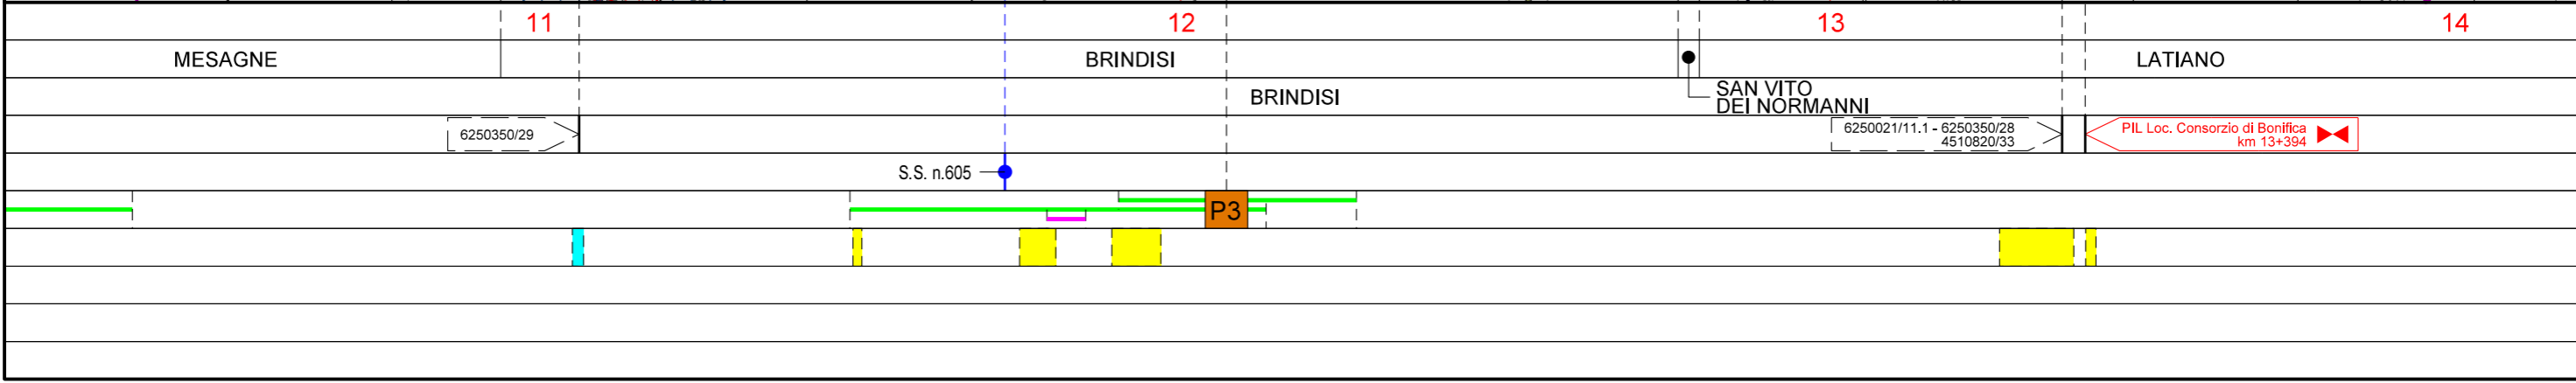 11 12 13 14
MESAGNE BRINDISI LATIANO
BRINDISI SAN VITO
DEI NORMANNI
6250350/29 6250021/11.1 - 6250350/28 PIL Loc. Consorzio di Bonifica
4510820/33 km 13+394
S.S. n.605
P3